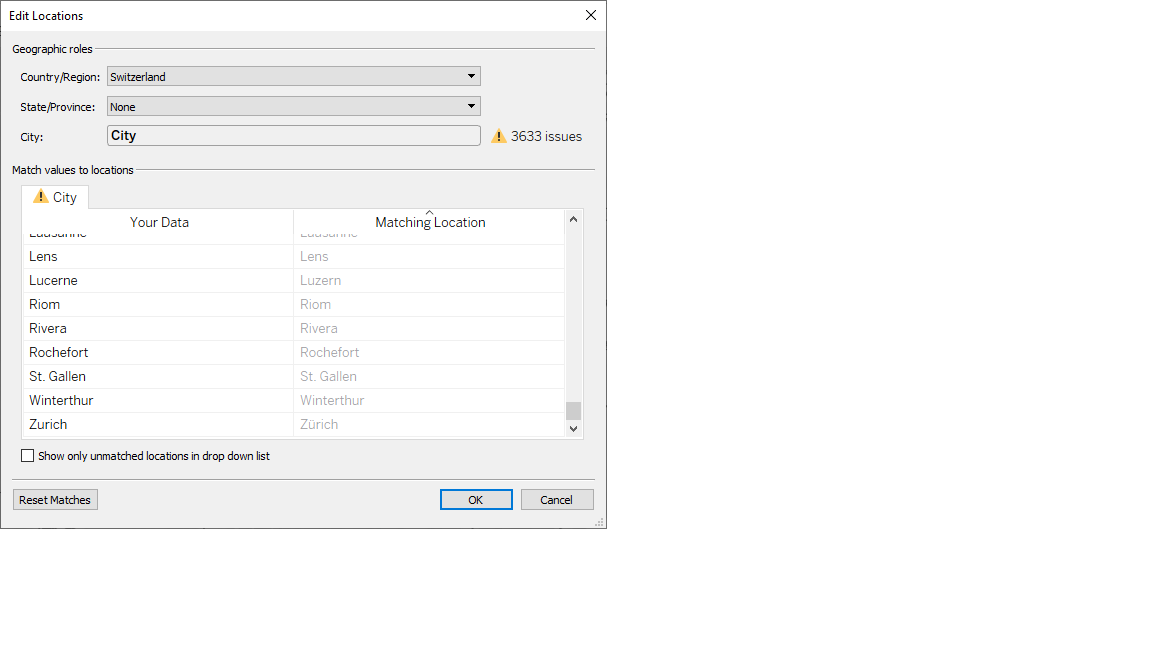 Edit Locations
Geographic roles
Country/Region: Switzerland
State/Province: None
City: City 3633 issues
Match values to locations
City
Your Data Matching Location
Lausanne Lausanne
Lens Lens
Lucerne Luzern
Riom Riom
Rivera Rivera
Rochefort Rochefort
St. Gallen St. Gallen
Winterthur Winterthur
Zurich Zürich
Show only unmatched locations in drop down list
Reset Matches OK Cancel